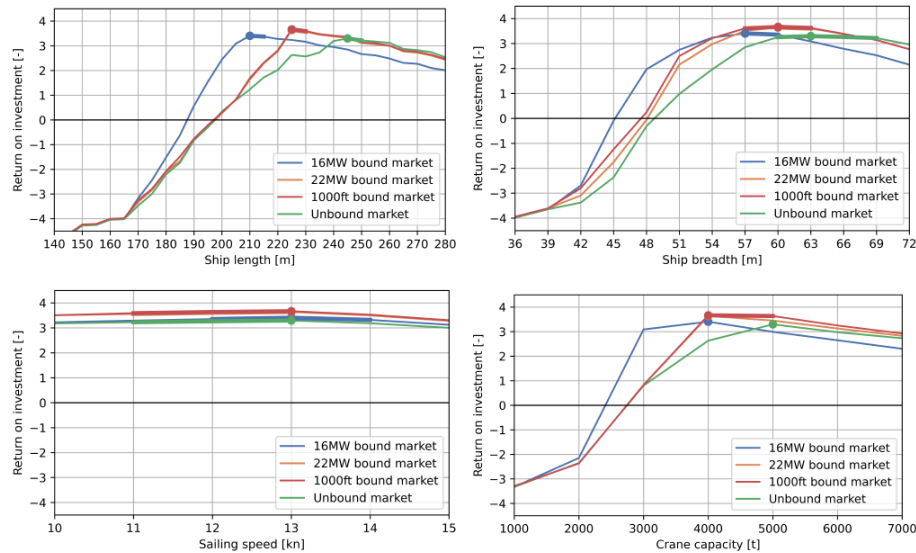 4
3
2
1
0
−1
−2
−3
−4
Return on investment [-]
16MW bound market
22MW bound market
1000ft bound market
Unbound market
140 150 160 170 180 190 200 210 220 230 240 250 260 270 280
Ship length [m]
4
3
2
1
0
−1
−2
−3
−4
Return on investment [-]
16MW bound market
22MW bound market
1000ft bound market
Unbound market
36 39 42 45 48 51 54 57 60 63 66 69 72
Ship breadth [m]
4
3
2
1
0
−1
−2
−3
−4
Return on investment [-]
16MW bound market
22MW bound market
1000ft bound market
Unbound market
10 11 12 13 14 15
Sailing speed [kn]
4
3
2
1
0
−1
−2
−3
−4
Return on investment [-]
16MW bound market
22MW bound market
1000ft bound market
Unbound market
1000 2000 3000 4000 5000 6000 7000
Crane capacity [t]